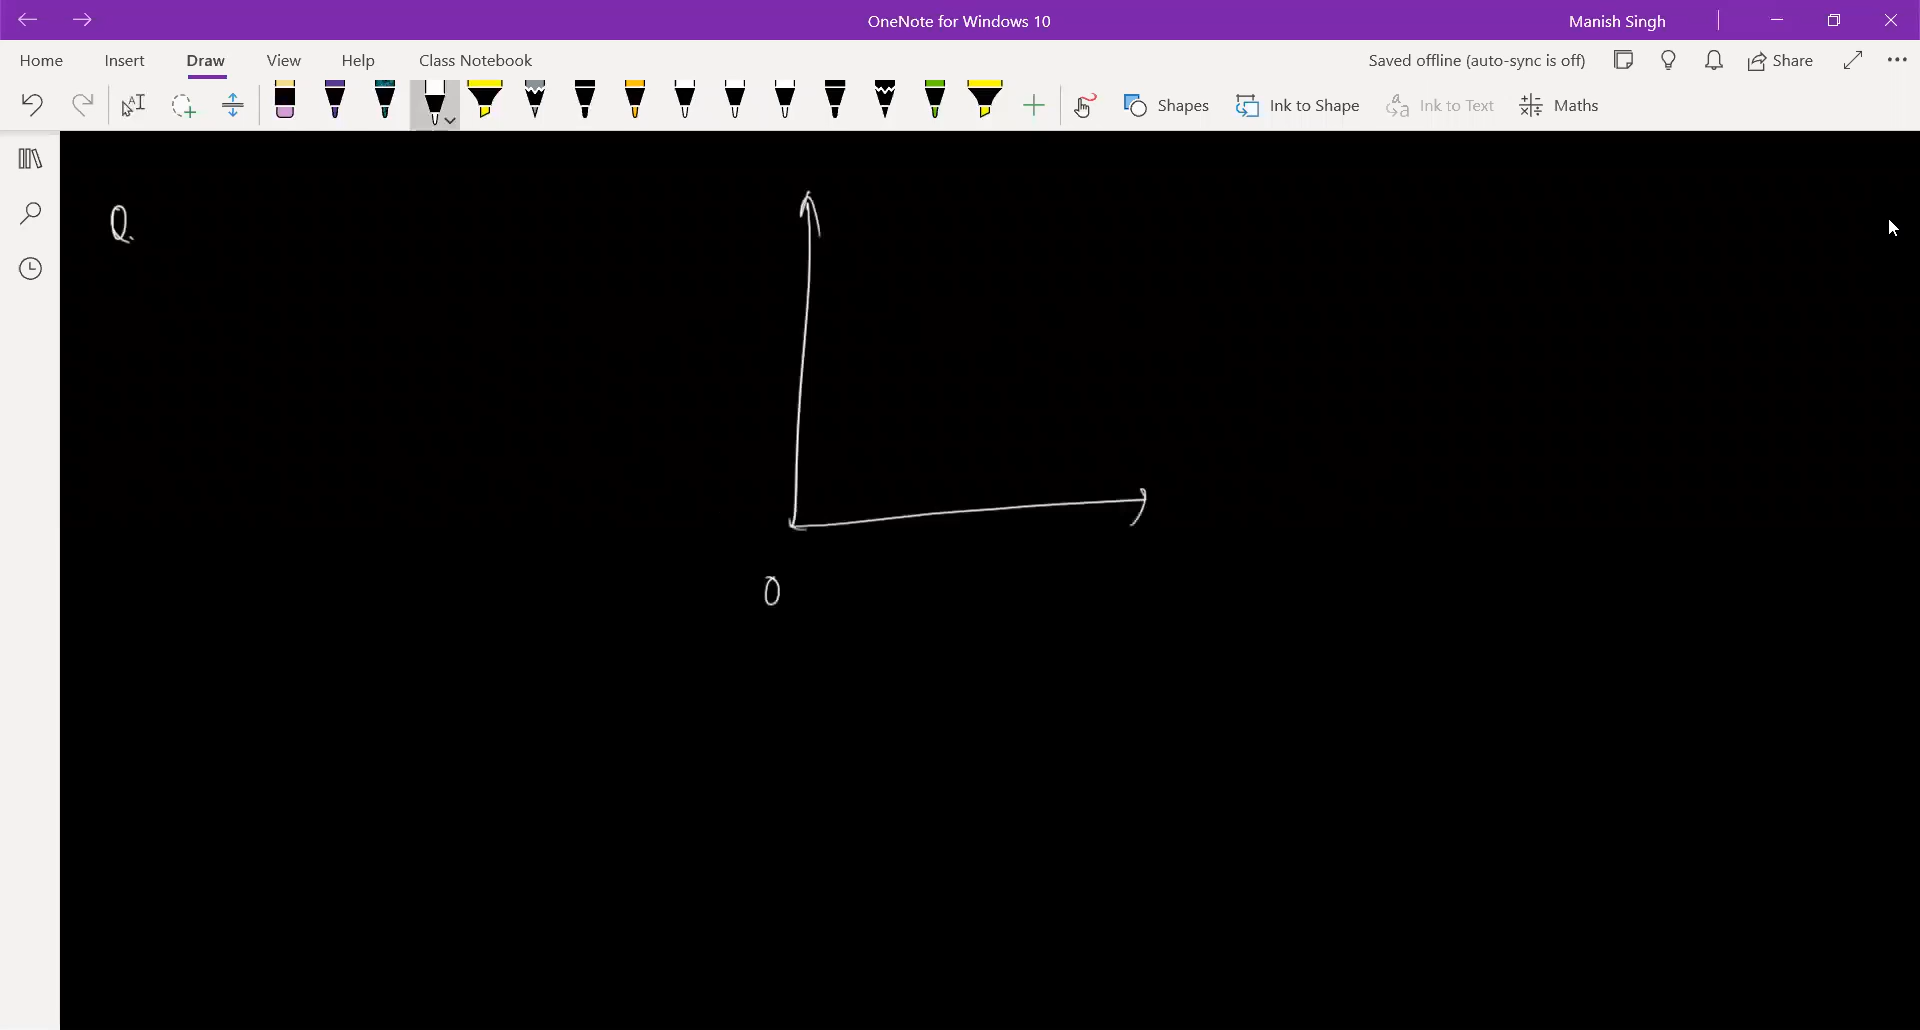 OneNote for Windows 10
Manish Singh
Home Insert Draw View Help Class Notebook
Saved offline (auto-sync is off) Share
Shapes Ink to Shape Ink to Text Maths
Q.
0